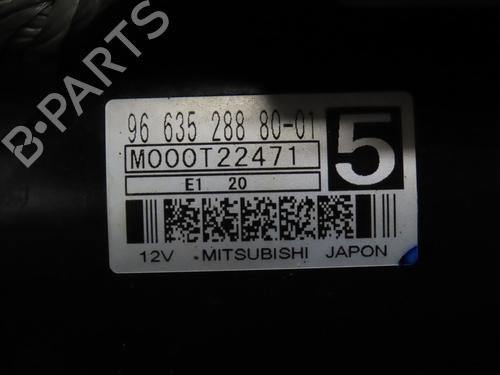 96 635 288 80-01
M000T22471
5
E1 20
12V MITSUBISHI JAPON
B-PARTS